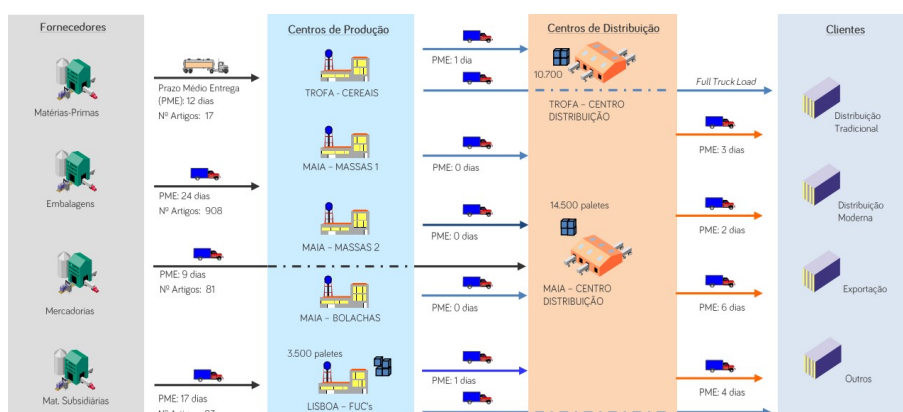 Fornecedores
Matérias-Primas
Embalagens
Mercadorias
Mat. Subsidiárias
Prazo Médio Entrega
(PME): 12 dias
Nº Artigos: 17
PME: 24 dias
Nº Artigos: 908
PME: 9 dias
Nº Artigos: 81
PME: 17 dias
Centros de Produção
TROFA - CEREAIS
MAIA – MASSAS 1
MAIA – MASSAS 2
MAIA – BOLACHAS
3.500 paletes
LISBOA – FUC's
PME: 1 dia
PME: 0 dias
PME: 0 dias
PME: 0 dias
PME: 1 dias
Centros de Distribuição
10.700
TROFA – CENTRO
DISTRIBUIÇÃO
14.500 paletes
MAIA – CENTRO
DISTRIBUIÇÃO
Full Truck Load
PME: 3 dias
PME: 2 dias
PME: 6 dias
PME: 4 dias
Clientes
Distribuição
Tradicional
Distribuição
Moderna
Exportação
Outros